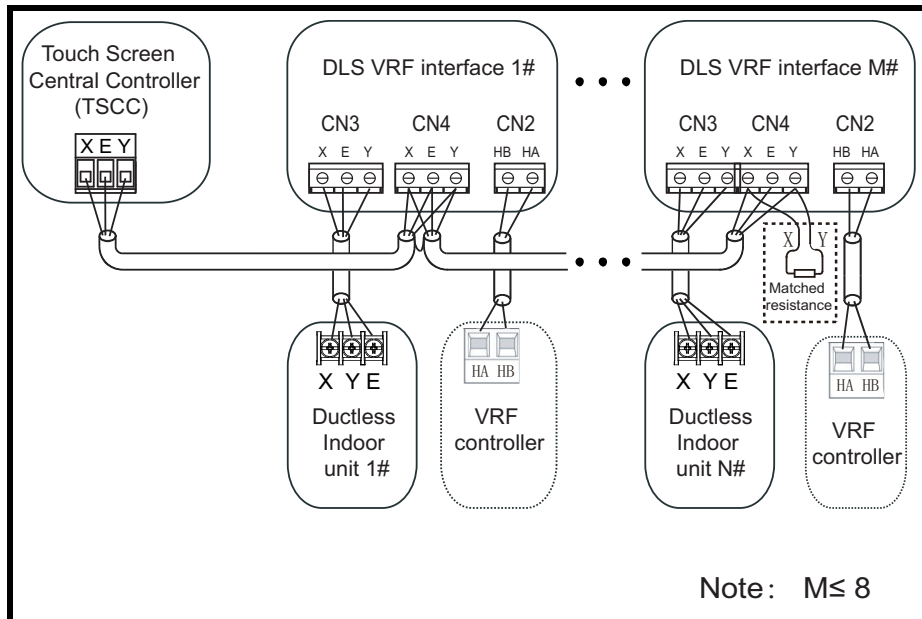 Touch Screen
Central Controller
(TSCC)
X E Y
DLS VRF interface 1#
CN3 CN4 CN2
X E Y X E Y HB HA
DLS VRF interface M#
CN3 CN4 CN2
X E Y X E Y HB HA
X Y
Matched
resistance
X Y E
Ductless
Indoor
unit 1#
HA HB
VRF
controller
X Y E
Ductless
Indoor
unit N#
HA HB
VRF
controller
Note： M≤ 8